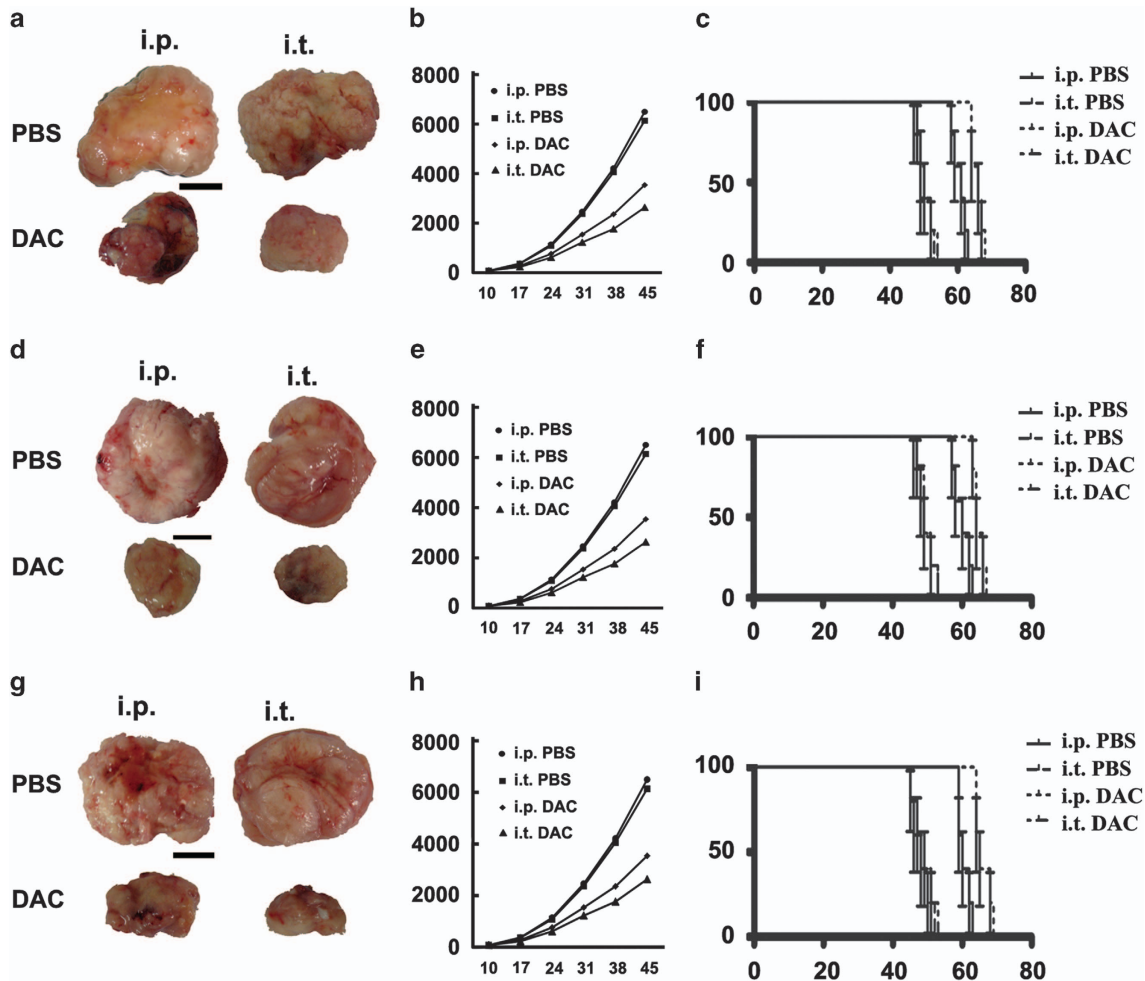 a
i.p. i.t.
PBS
DAC
b
8000
6000
4000
2000
0
i.p. PBS
i.t. PBS
i.p. DAC
i.t. DAC
10 17 24 31 38 45
c
i.p. PBS
i.t. PBS
i.p. DAC
i.t. DAC
100
50
0
0 20 40 60 80
d
i.p. i.t.
PBS
DAC
e
8000
6000
4000
2000
0
i.p. PBS
i.t. PBS
i.p. DAC
i.t. DAC
10 17 24 31 38 45
f
i.p. PBS
i.t. PBS
i.p. DAC
i.t. DAC
100
50
0
0 20 40 60 80
g
i.p. i.t.
PBS
DAC
h
8000
6000
4000
2000
0
i.p. PBS
i.t. PBS
i.p. DAC
i.t. DAC
10 17 24 31 38 45
i
i.p. PBS
i.t. PBS
i.p. DAC
i.t. DAC
100
50
0
0 20 40 60 80